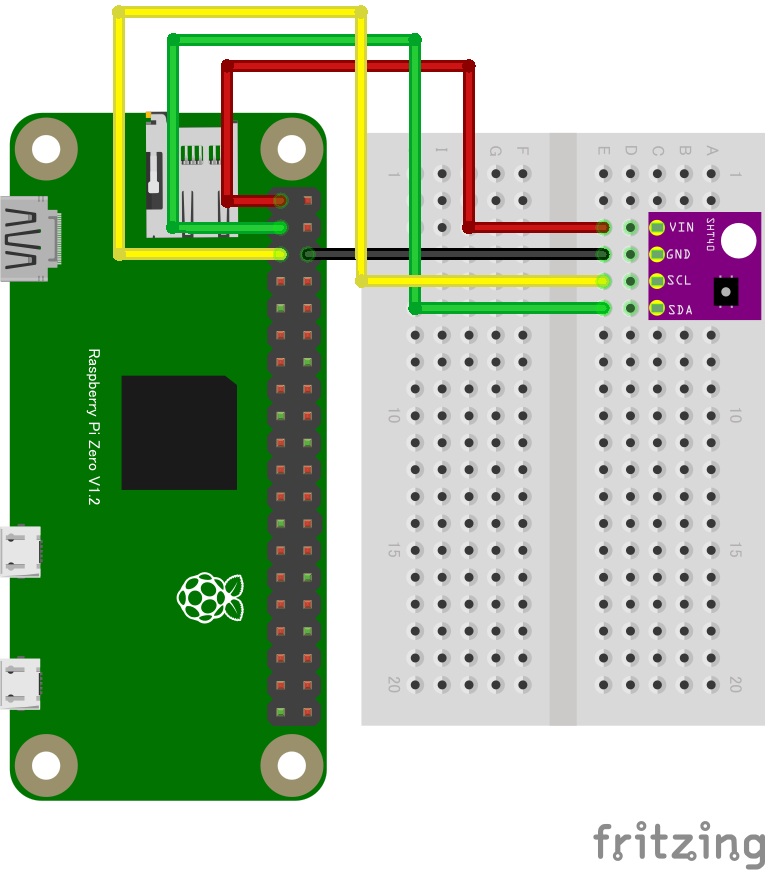 I G F E D C B A
1 1
VIN
GND
SCL
SDA
SHT40
Raspberry Pi Zero V1.2
10 10
15 15
20 20
fritzing